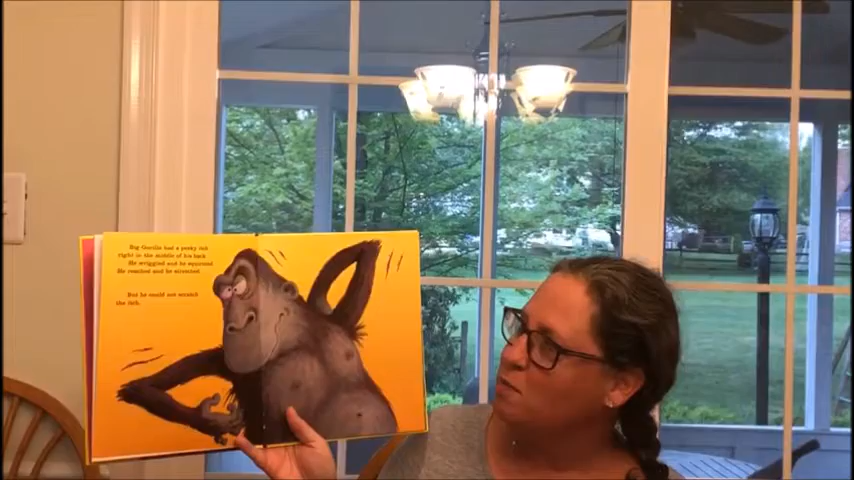 Big Gorilla had a pesky itch
right in the middle of his back.
He wriggled and he squirmed.
He reached and he stretched.
But he could not scratch
the itch.